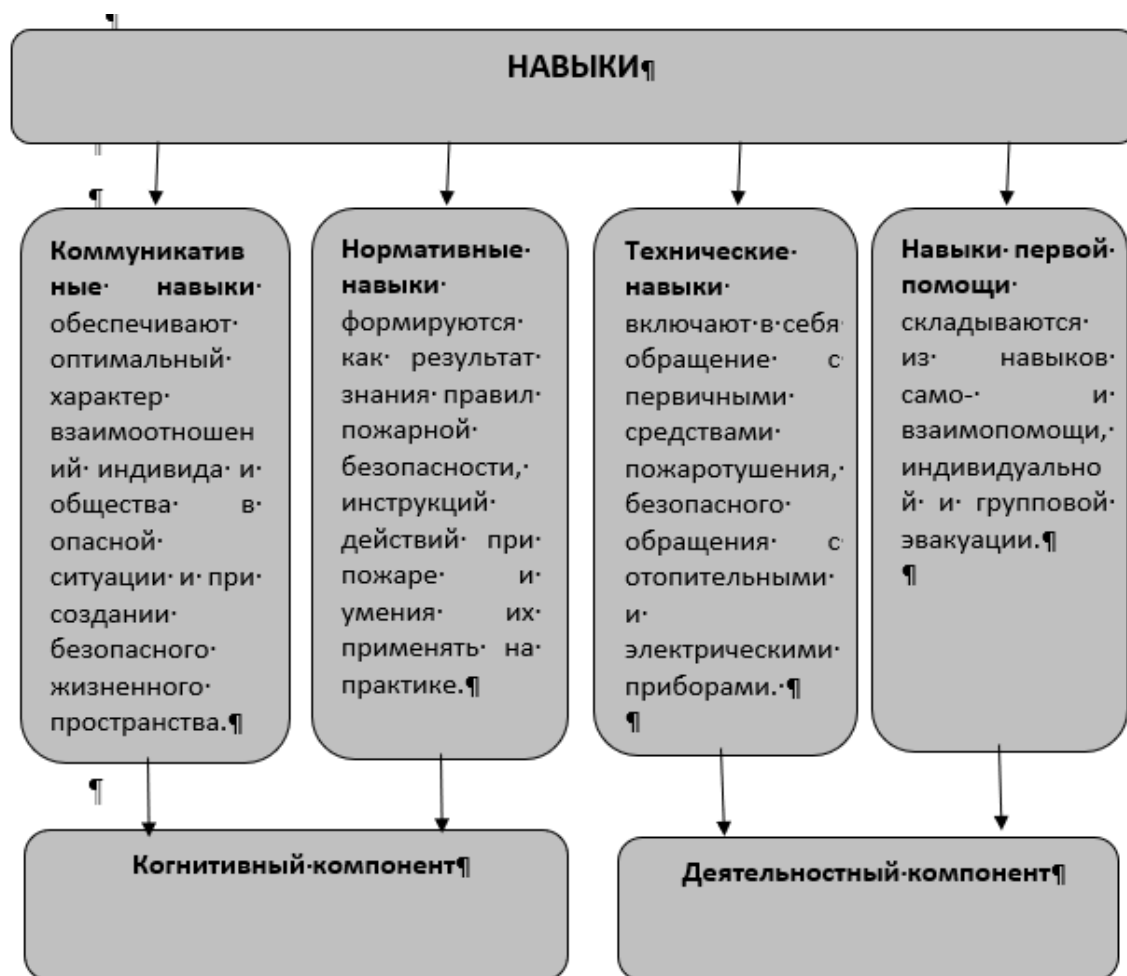 НАВЫКИ¶
Коммуникатив
ные· навыки·
обеспечивают·
оптимальный·
характер·
взаимоотношен
ий· индивида· и·
общества· в·
опасной·
ситуации· и· при·
создании·
безопасного·
жизненного·
пространства.¶
Нормативные·
навыки·
формируются·
как· результат·
знания· правил·
пожарной·
безопасности,·
инструкций·
действий· при·
пожаре· и·
умения· их·
применять· на·
практике.¶
Технические·
навыки·
включают·в·себя·
обращение· с·
первичными·
средствами·
пожаротушения,·
безопасного·
обращения· с·
отопительными·
и·
электрическими·
приборами.·¶
¶
Навыки· первой·
помощи·
складываются·
из· навыков·
само-· и·
взаимопомощи,·
индивидуально
й· и· групповой·
эвакуации.¶
¶
Когнитивный·компонент¶
Деятельностный·компонент¶